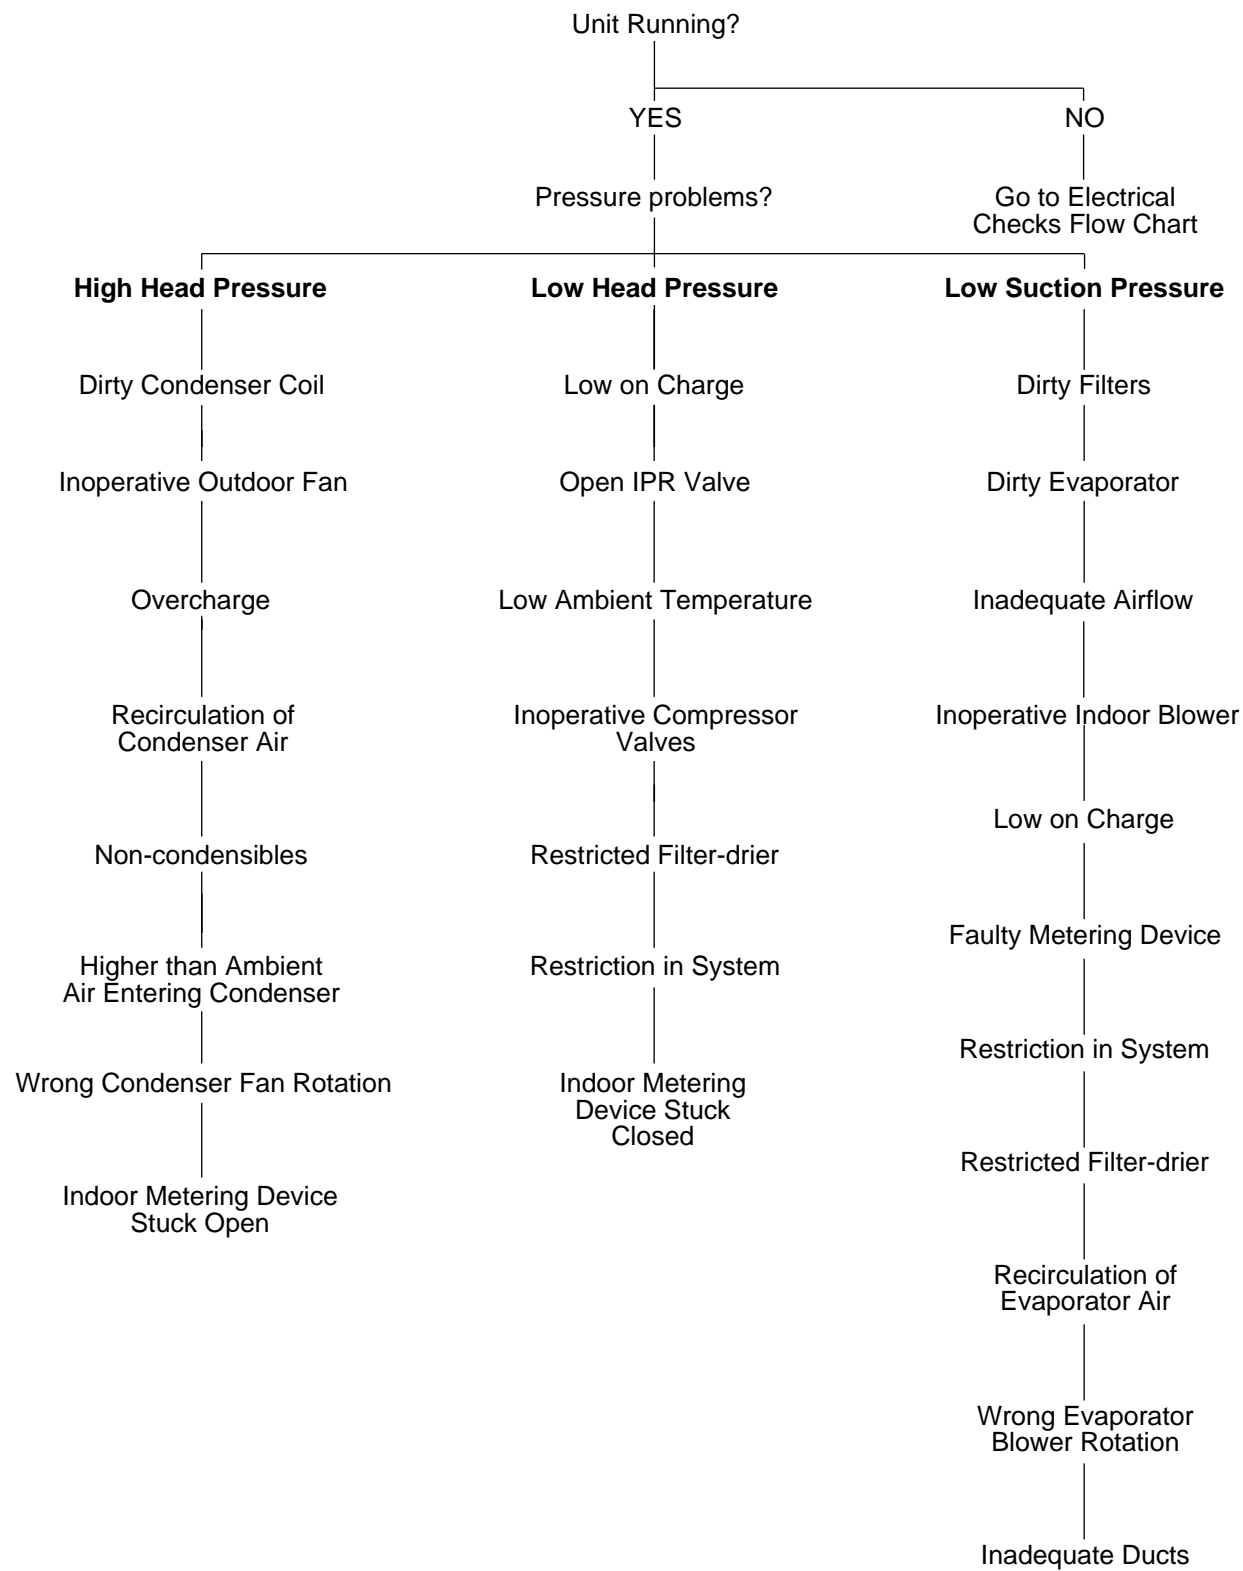 Unit Running?
YES
NO
Pressure problems?
Go to Electrical
Checks Flow Chart
High Head Pressure
Low Head Pressure
Low Suction Pressure
Dirty Condenser Coil
Low on Charge
Dirty Filters
Inoperative Outdoor Fan
Open IPR Valve
Dirty Evaporator
Overcharge
Low Ambient Temperature
Inadequate Airflow
Recirculation of
Condenser Air
Inoperative Compressor
Valves
Inoperative Indoor Blower
Low on Charge
Non-condensibles
Restricted Filter-drier
Faulty Metering Device
Higher than Ambient
Air Entering Condenser
Restriction in System
Restriction in System
Wrong Condenser Fan Rotation
Indoor Metering
Device Stuck
Closed
Restricted Filter-drier
Indoor Metering Device
Stuck Open
Recirculation of
Evaporator Air
Wrong Evaporator
Blower Rotation
Inadequate Ducts